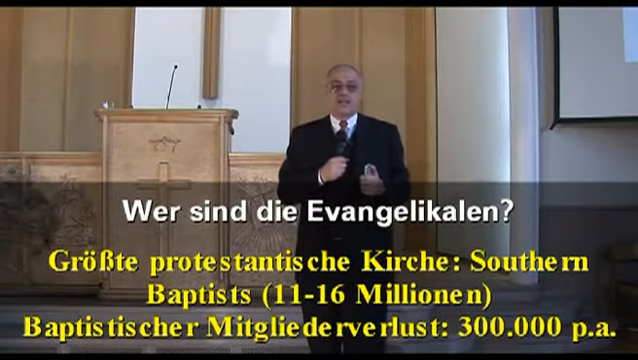 Wer sind die Evangelikalen?
Größte protestantische Kirche: Southern
Baptists (11-16 Millionen)
Baptistischer Mitgliederverlust: 300.000 p.a.